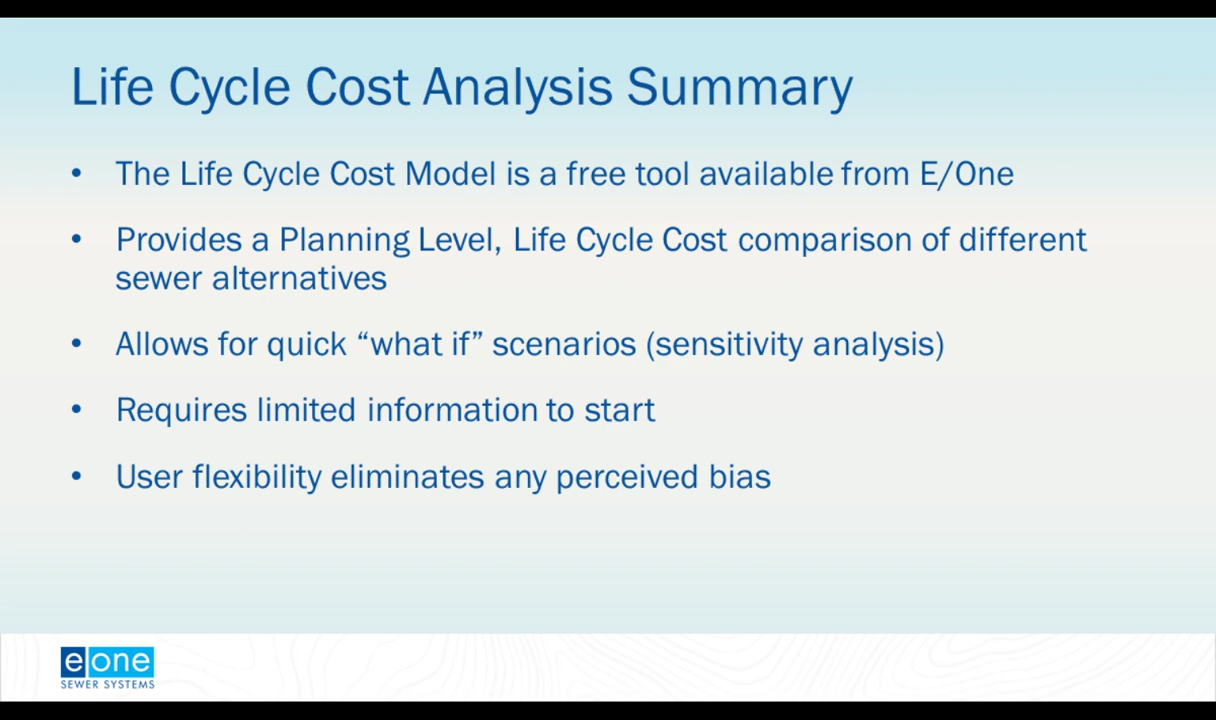 Life Cycle Cost Analysis Summary
• The Life Cycle Cost Model is a free tool available from E/One
• Provides a Planning Level, Life Cycle Cost comparison of different
sewer alternatives
• Allows for quick “what if” scenarios (sensitivity analysis)
• Requires limited information to start
• User flexibility eliminates any perceived bias
e|one
SEWER SYSTEMS